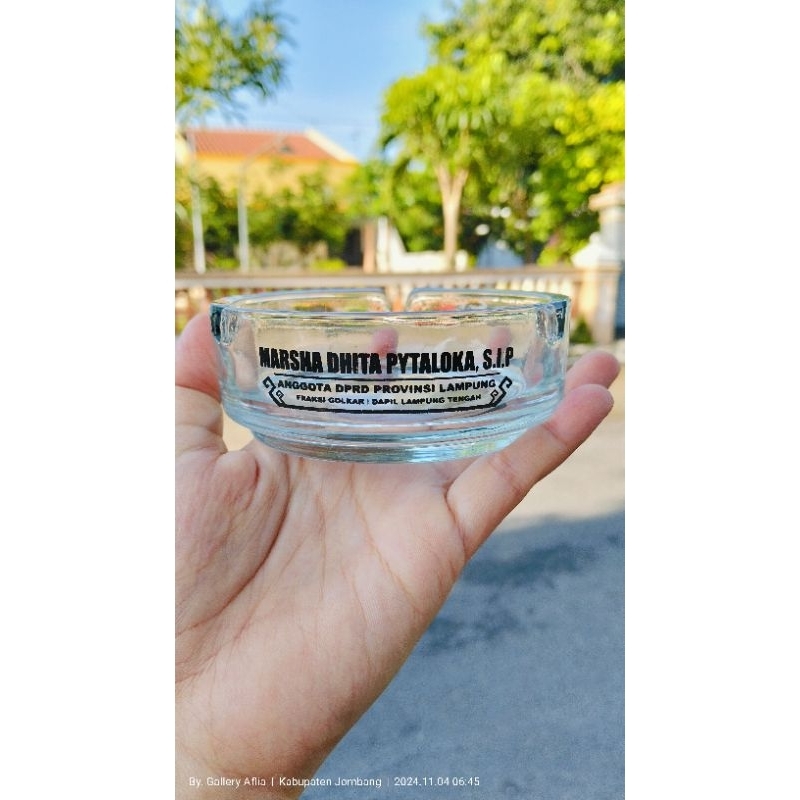 MARSHA DHITA PYTALOKA, S.I.P
ANGGOTA DPRD PROVINSI LAMPUNG
FRAKSI GOLKAR | DAPIL LAMPUNG TENGAH
By. Gallery Aflia | Kabupaten Jombang | 2024.11.04 06:45